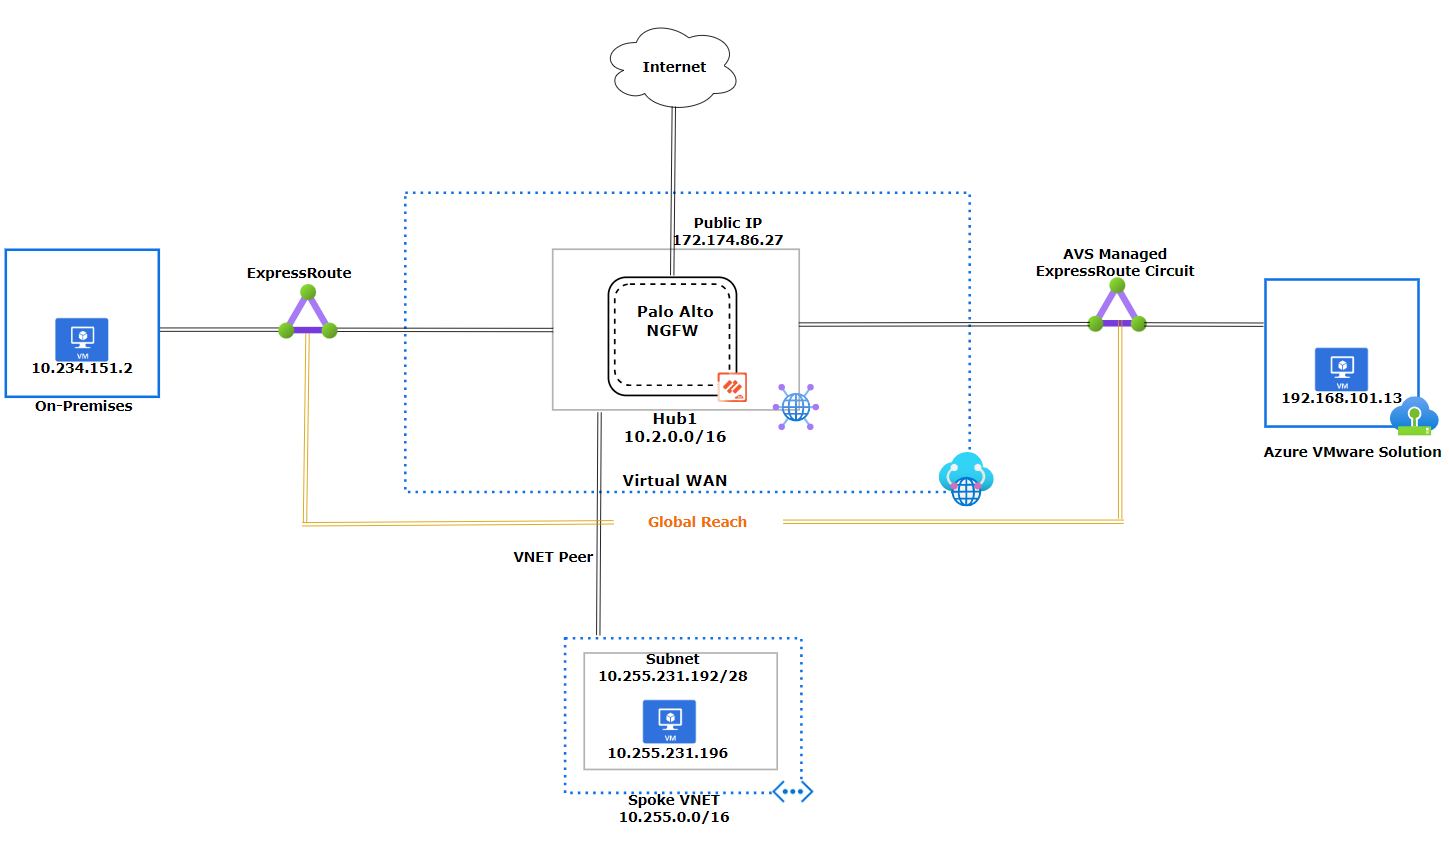 Internet
Public IP
172.174.86.27
AVS Managed
ExpressRoute Circuit
ExpressRoute
Palo Alto
NGFW
VM
10.234.151.2
On-Premises
VM
192.168.101.13
Azure VMware Solution
Hub1
10.2.0.0/16
Virtual WAN
Global Reach
VNET Peer
Subnet
10.255.231.192/28
VM
10.255.231.196
Spoke VNET
10.255.0.0/16